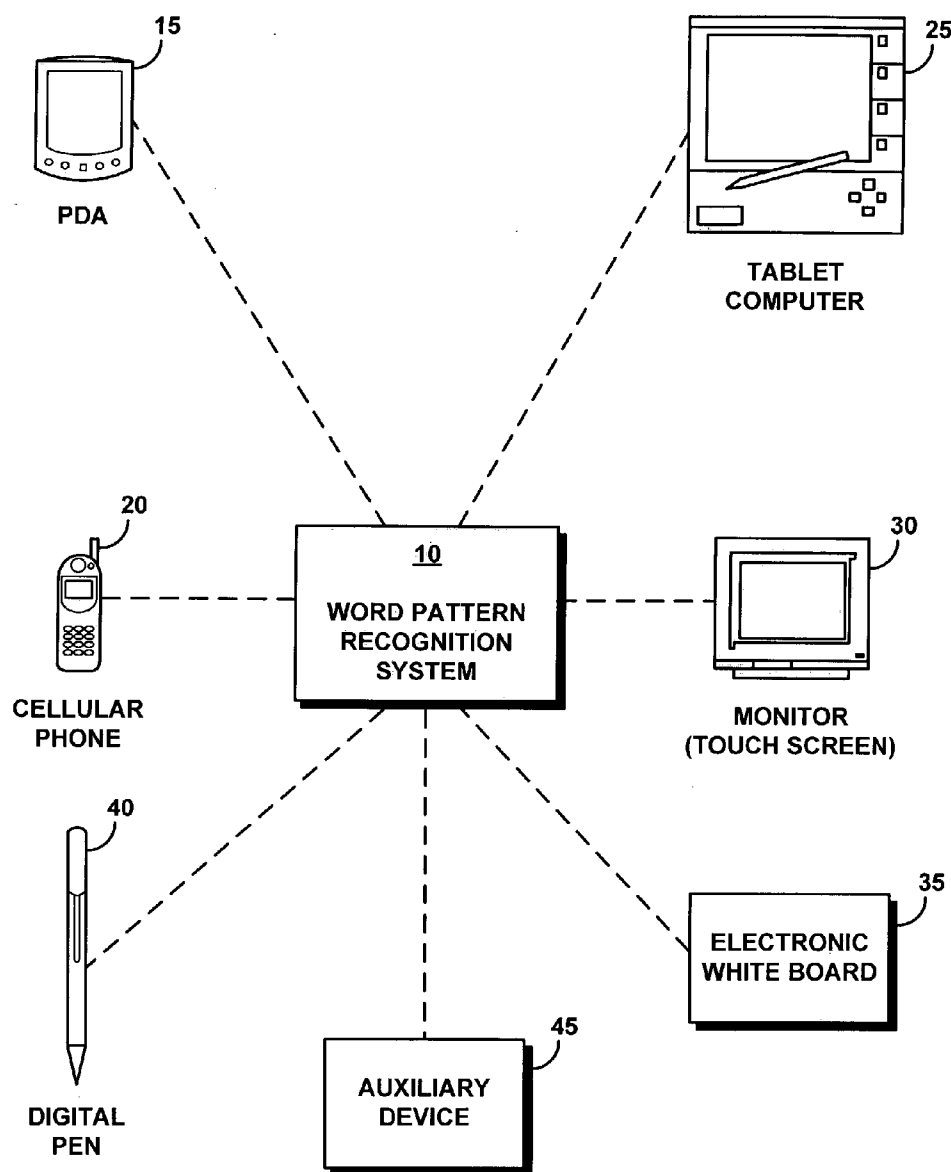 15
PDA
25
TABLET
COMPUTER
20
CELLULAR
PHONE
10
WORD PATTERN
RECOGNITION
SYSTEM
30
MONITOR
(TOUCH SCREEN)
40
DIGITAL
PEN
45
AUXILIARY
DEVICE
35
ELECTRONIC
WHITE BOARD